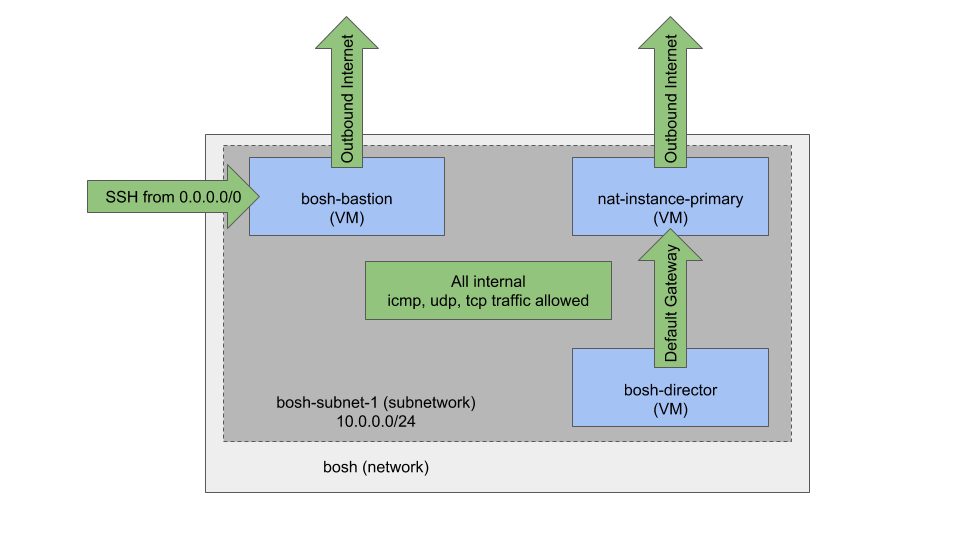 Outbound Internet
Outbound Internet
SSH from 0.0.0.0/0
bosh-bastion
(VM)
nat-instance-primary
(VM)
All internal
icmp, udp, tcp traffic allowed
Default Gateway
bosh-director
(VM)
bosh-subnet-1 (subnetwork)
10.0.0.0/24
bosh (network)